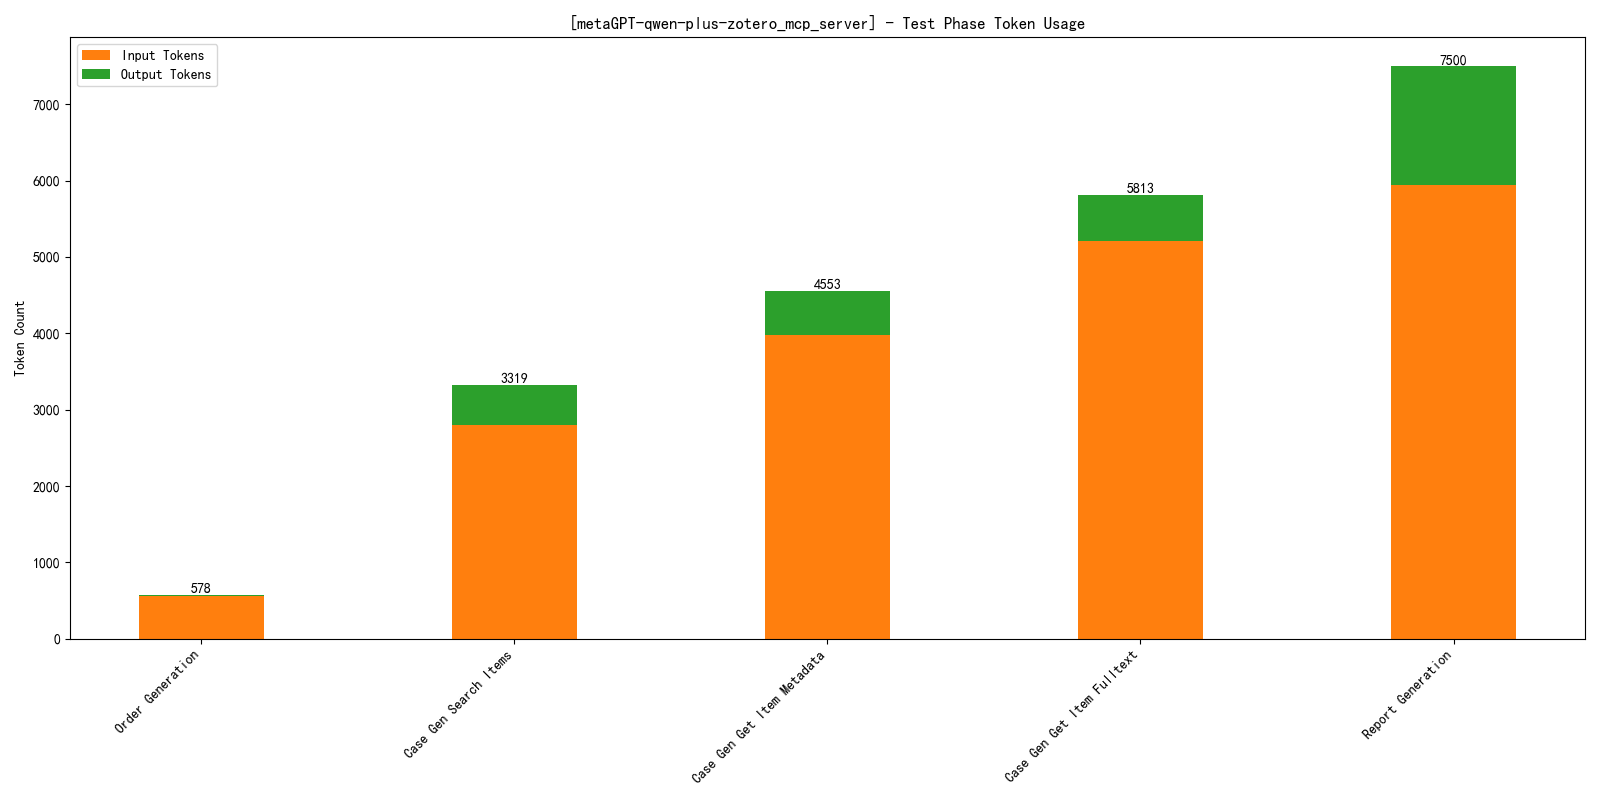 [metaGPT-qwen-plus-zotero_mcp_server] - Test Phase Token Usage
Input Tokens
Output Tokens
Token Count
7000
6000
5000
4000
3000
2000
1000
0
578
3319
4553
5813
7500
Order Generation
Case Gen Search Items
Case Gen Get Item Metadata
Case Gen Get Item Fulltext
Report Generation